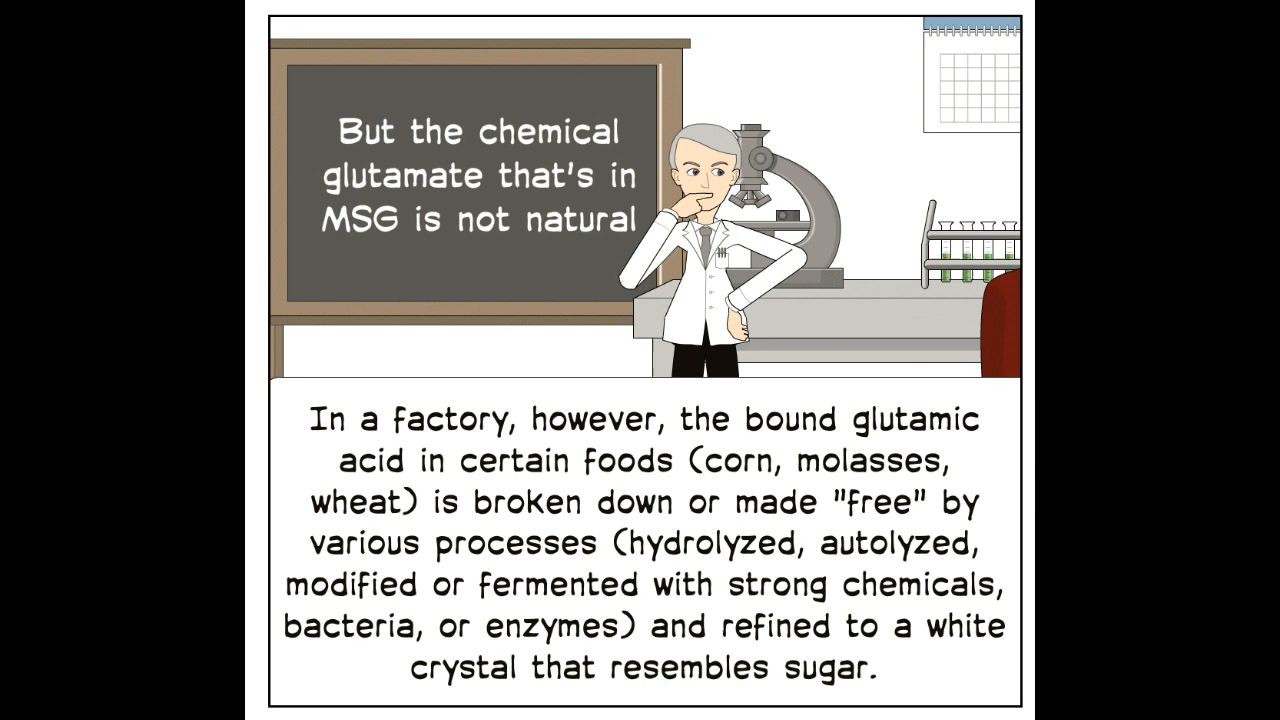 But the chemical
glutamate that's in
MSG is not natural
In a factory, however, the bound glutamic
acid in certain foods (corn, molasses,
wheat) is broken down or made "free" by
various processes (hydrolyzed, autolyzed,
modified or fermented with strong chemicals,
bacteria, or enzymes) and refined to a white
crystal that resembles sugar.